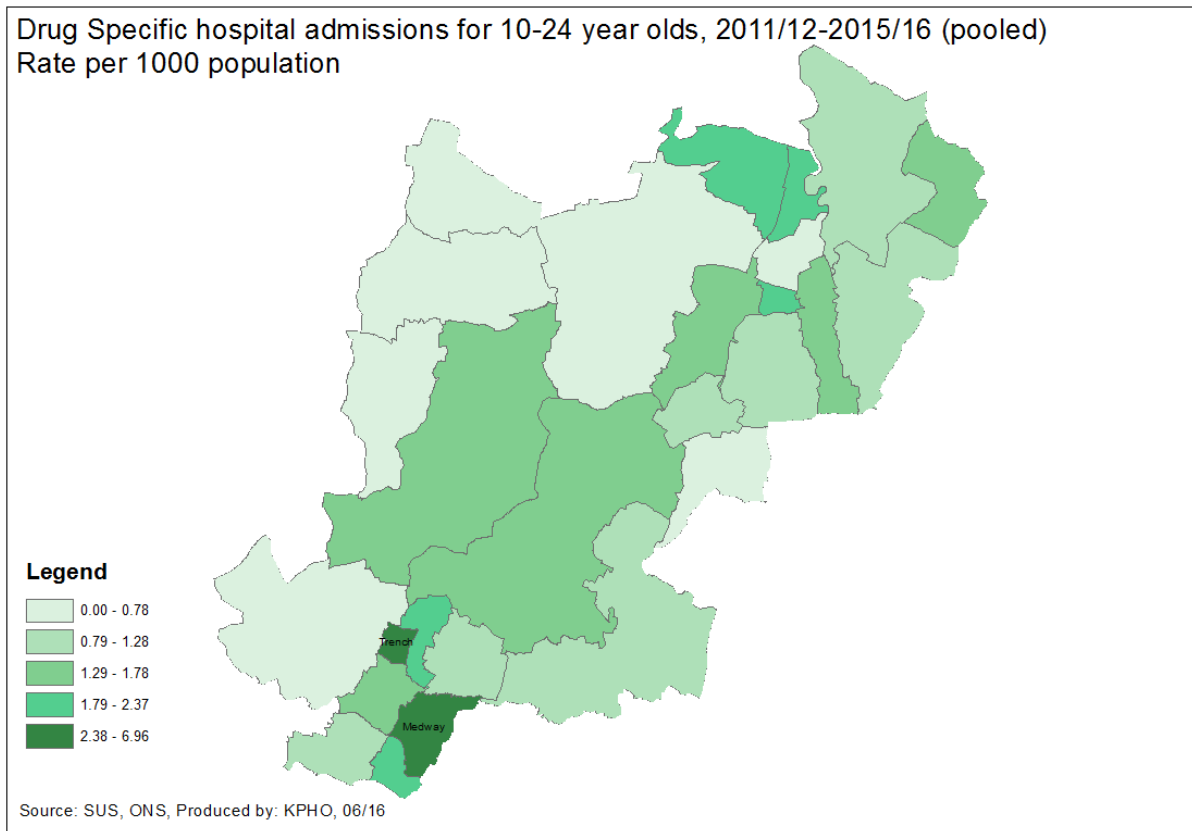 Drug Specific hospital admissions for 10-24 year olds, 2011/12-2015/16 (pooled)
Rate per 1000 population
Legend
0.00 - 0.78
0.79 - 1.28
1.29 - 1.78
1.79 - 2.37
2.38 - 6.96
Trench
Medway
Source: SUS, ONS, Produced by: KPHO, 06/16